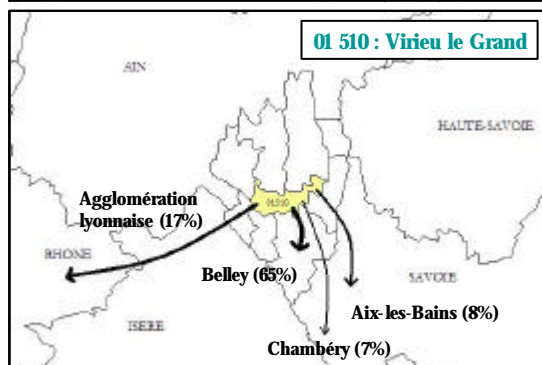 01 510 : Virieu le Grand
AIN
HAUTE-SAVOIE
Agglomération
lyonnaise (17%)
01510
RHONE
Belley (65%)
SAVOIE
Aix-les-Bains (8%)
ISERE
Chambéry (7%)